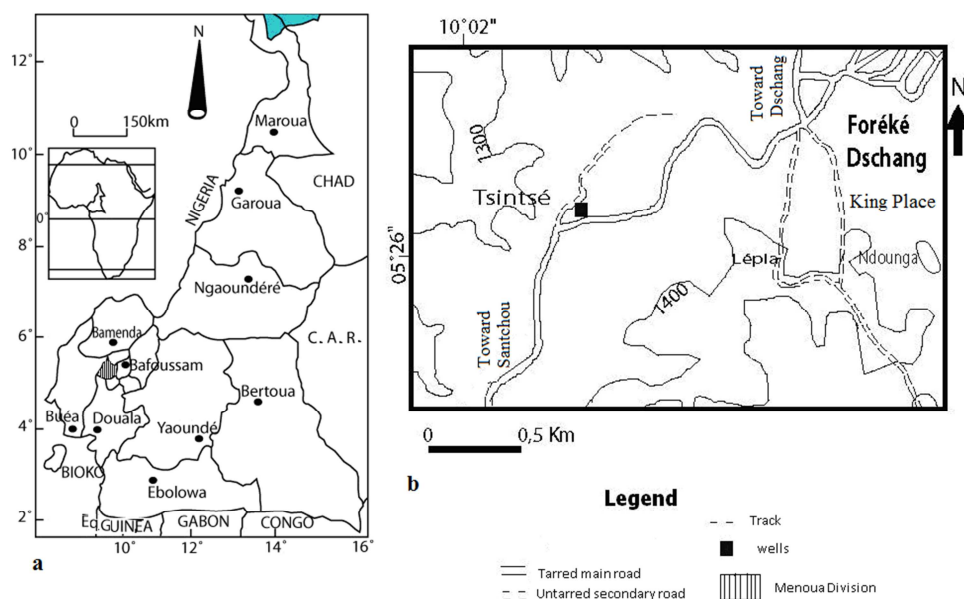 N
0 150km
0°
12°
10°
8°
6°
4°
2°
10° 12° 14° 16°
Maroua
NIGERIA
CHAD
Garoua
Ngaoundéré
C. A. R.
Bamenda
Bafoussam
Bertoua
Buéa
Douala
Yaoundé
BIOKO
Ebolowa
Eq. GUINEA
GABON
CONGO
a
10°02"
05°26"
N
Toward
Dschang
Foréké
Dschang
1300
Tsintsé
King Place
Lépla
Ndounga
1400
Toward
Santchou
0 0,5 Km
b
Legend
Track
wells
Tarred main road
Untarred secondary road
Menoua Division